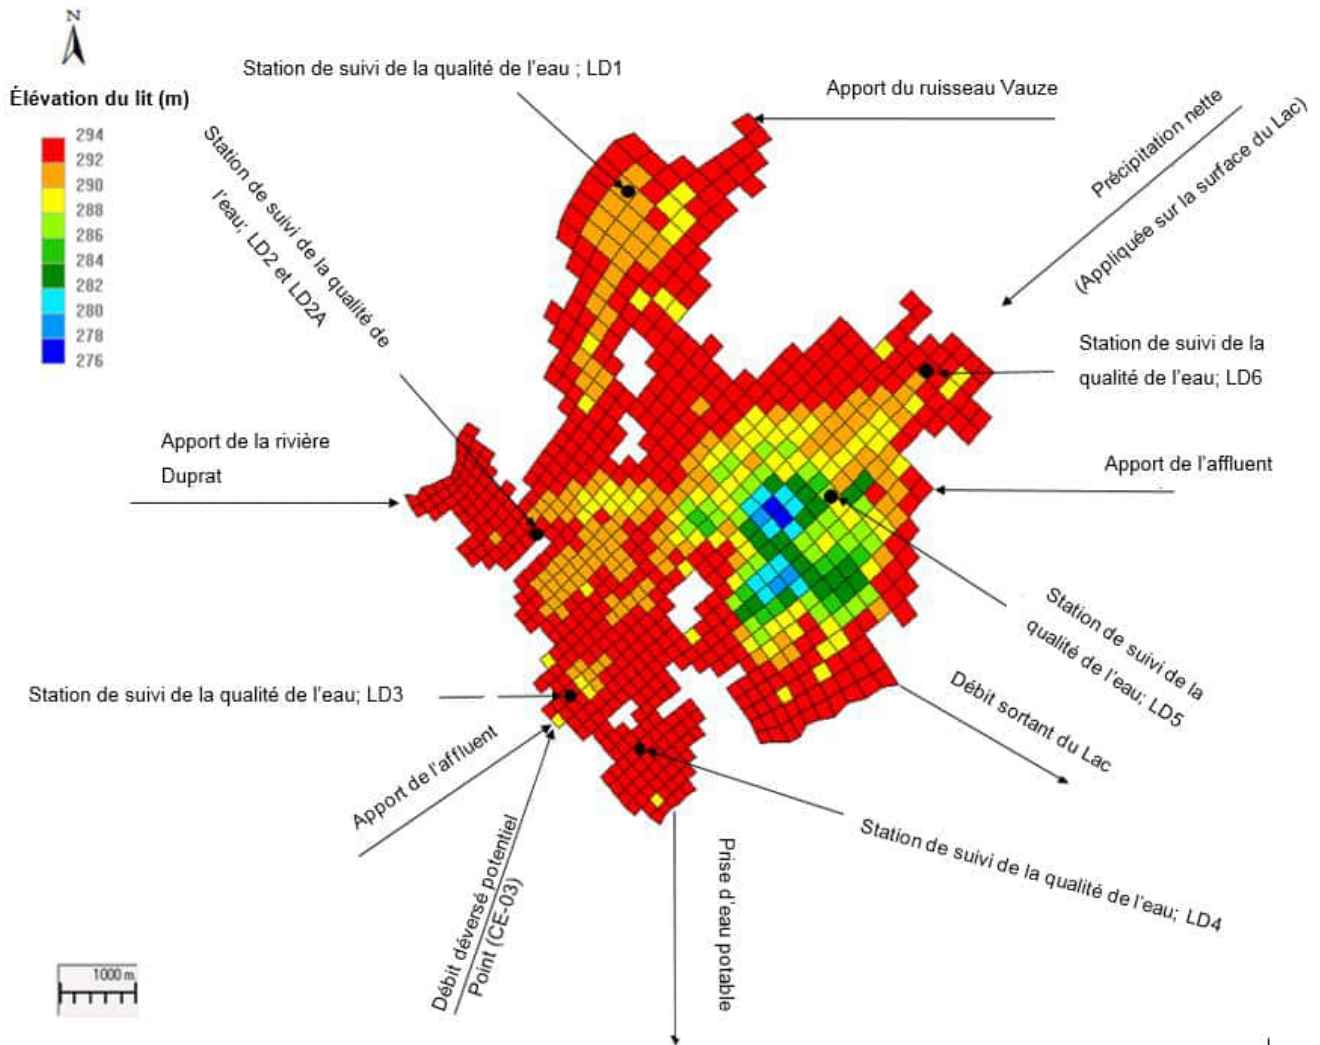 N
Station de suivi de la qualité de l'eau ; LD1
Apport du ruisseau Vauze
Élévation du lit (m)
294
292
290
288
286
284
282
280
278
276
Station de suivi de la qualité de
l'eau; LD2 et LD2A
Précipitation nette
(Appliquée sur la surface du Lac)
Station de suivi de la
qualité de l'eau; LD6
Apport de la rivière
Duprat
Apport de l'affluent
Station de suivi de la
qualité de l'eau; LD5
Station de suivi de la qualité de l'eau; LD3
Débit sortant du Lac
Apport de l'affluent
Débit déversé potentiel
Point (CE-03)
Prise d'eau potable
Station de suivi de la qualité de l'eau; LD4
1000 m